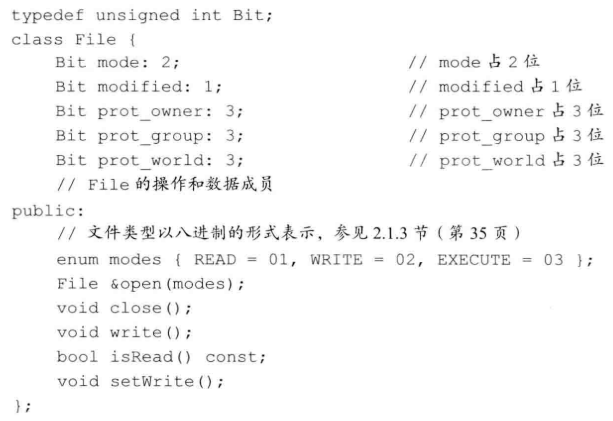 typedef unsigned int Bit;
class File {
    Bit mode: 2;                        // mode 占 2 位
    Bit modified: 1;                    // modified 占 1 位
    Bit prot_owner: 3;                  // prot_owner 占 3 位
    Bit prot_group: 3;                  // prot_group 占 3 位
    Bit prot_world: 3;                  // prot_world 占 3 位
    // File 的操作和数据成员
public:
    // 文件类型以八进制的形式表示，参见 2.1.3 节（第 35 页）
    enum modes { READ = 01, WRITE = 02, EXECUTE = 03 };
    File &open(modes);
    void close();
    void write();
    bool isRead() const;
    void setWrite();
};